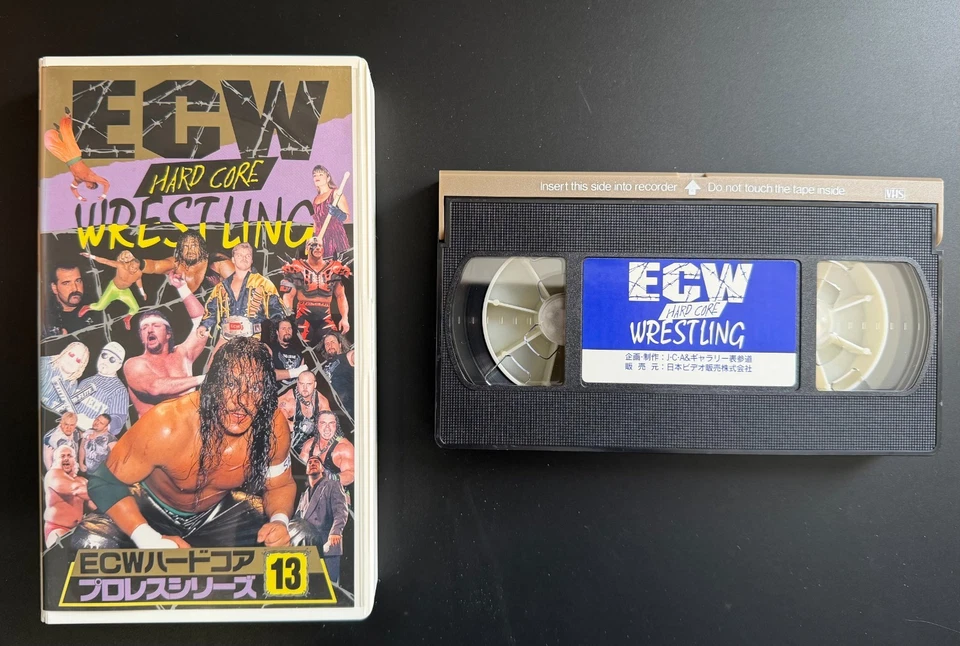 ECW
HARD CORE
WRESTLING
ECWハードコア
プロレスシリーズ 13
Insert this side into recorder Do not touch the tape inside
VHS
ECW
HARD CORE
WRESTLING
企画・制作：J・C・A&ギャラリー表参道
販売元：日本ビデオ販売株式会社